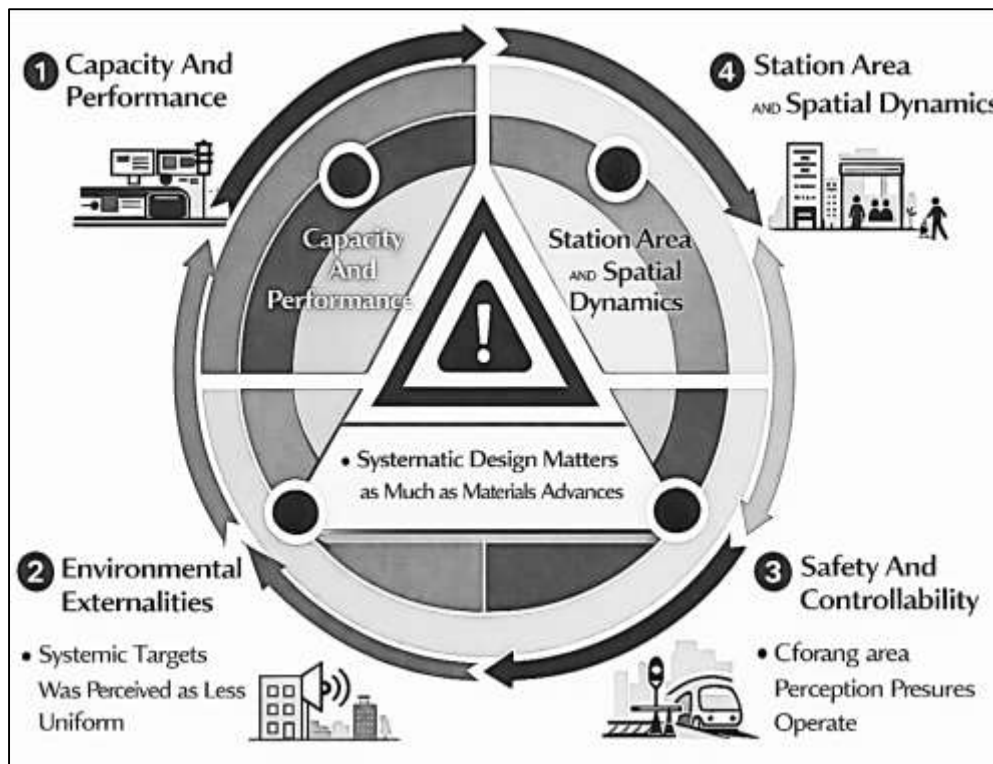 1 Capacity And
Performance
4 Station Area
AND Spatial Dynamics
Capacity
And
Performance
Station Area
AND Spatial
Dynamics
!
• Systematic Design Matters
as Much as Materials Advances
2 Environmental
Externalities
• Systemic Targets
Was Perceived as Less
Uniform
3 Safety And
Controllability
• Cforang area
Perception Presures
Operate